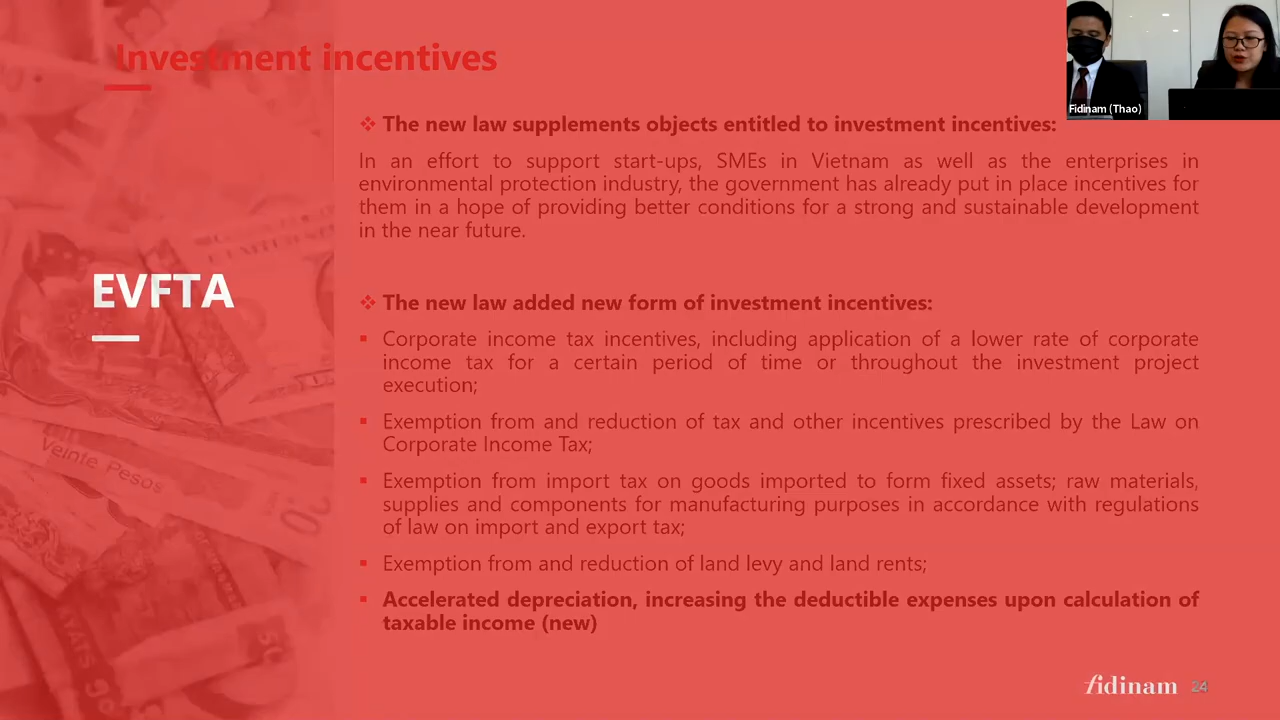 Investment incentives
Fidinam (Thao)
❖ The new law supplements objects entitled to investment incentives:
In an effort to support start-ups, SMEs in Vietnam as well as the enterprises in
environmental protection industry, the government has already put in place incentives for
them in a hope of providing better conditions for a strong and sustainable development
in the near future.
EVFTA
❖ The new law added new form of investment incentives:
▪ Corporate income tax incentives, including application of a lower rate of corporate
income tax for a certain period of time or throughout the investment project
execution;
▪ Exemption from and reduction of tax and other incentives prescribed by the Law on
Corporate Income Tax;
▪ Exemption from import tax on goods imported to form fixed assets; raw materials,
supplies and components for manufacturing purposes in accordance with regulations
of law on import and export tax;
▪ Exemption from and reduction of land levy and land rents;
▪ Accelerated depreciation, increasing the deductible expenses upon calculation of
taxable income (new)
Veinte Pesos
fidinam 24